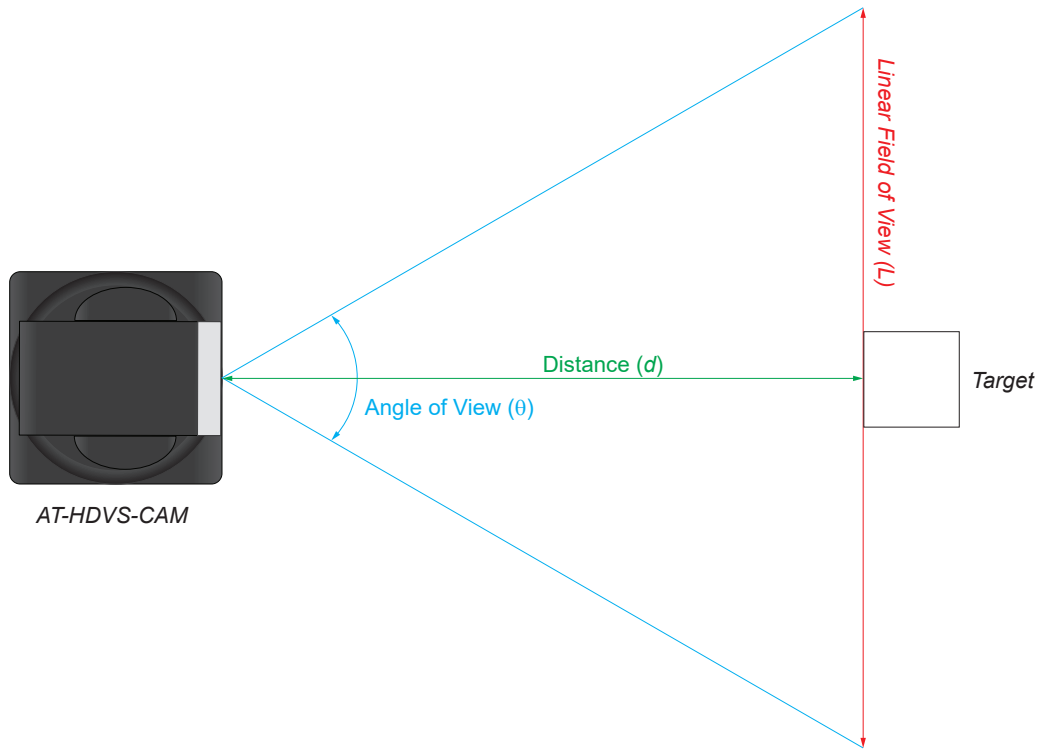 Linear Field of View (L)
Distance (d)
Target
Angle of View (θ)
AT-HDVS-CAM